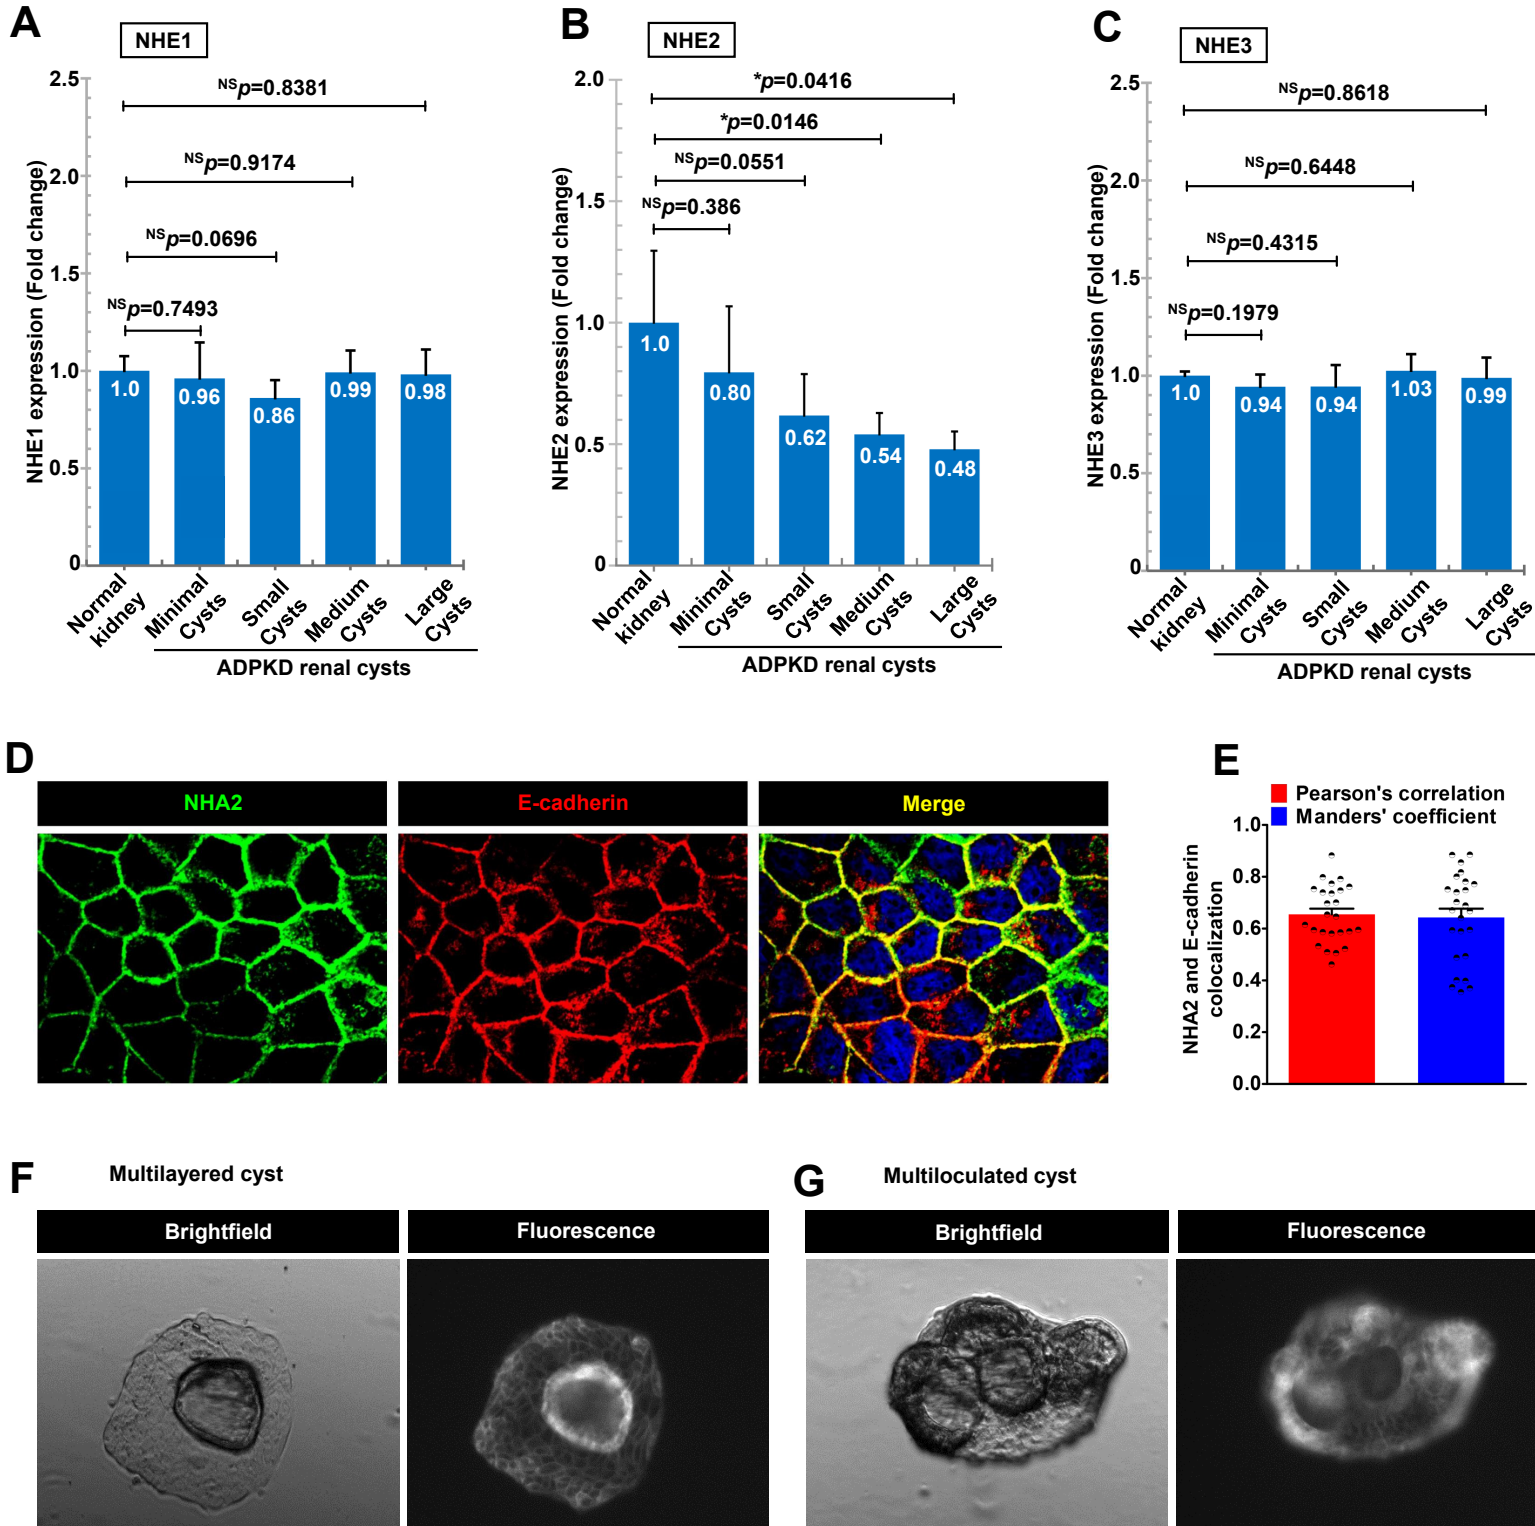 A
NHE1
NHE1 expression (Fold change)
2.5
2.0
1.5
1.0
0.5
0
NSp=0.8381
NSp=0.9174
NSp=0.0696
NSp=0.7493
1.0
0.96
0.86
0.99
0.98
Normal
kidney
Minimal
Cysts
Small
Cysts
Medium
Cysts
Large
Cysts
ADPKD renal cysts
B
NHE2
NHE2 expression (Fold change)
2.0
1.5
1.0
0.5
0
*p=0.0416
*p=0.0146
NSp=0.0551
NSp=0.386
1.0
0.80
0.62
0.54
0.48
Normal
kidney
Minimal
Cysts
Small
Cysts
Medium
Cysts
Large
Cysts
ADPKD renal cysts
C
NHE3
NHE3 expression (Fold change)
2.5
2.0
1.5
1.0
0.5
0
NSp=0.8618
NSp=0.6448
NSp=0.4315
NSp=0.1979
1.0
0.94
0.94
1.03
0.99
Normal
kidney
Minimal
Cysts
Small
Cysts
Medium
Cysts
Large
Cysts
ADPKD renal cysts
D
NHA2
E-cadherin
Merge
E
Pearson's correlation
Manders' coefficient
NHA2 and E-cadherin
colocalization
1.0
0.8
0.6
0.4
0.2
0.0
F
Multilayered cyst
Brightfield
Fluorescence
G
Multiloculated cyst
Brightfield
Fluorescence